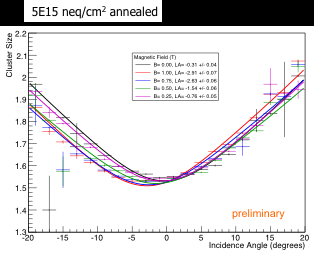 5E15 neq/cm² annealed
Cluster Size
2.2
2.1
2
1.9
1.8
1.7
1.6
1.5
1.4
1.3
Magnetic Field (T)
B= 0.00, LA= -0.31 +/- 0.04
B= 1.00, LA= -2.91 +/- 0.07
B= 0.75, LA= -2.63 +/- 0.06
B= 0.50, LA= -1.54 +/- 0.06
B= 0.25, LA= -0.76 +/- 0.05
preliminary
-20 -15 -10 -5 0 5 10 15 20
Incidence Angle (degrees)